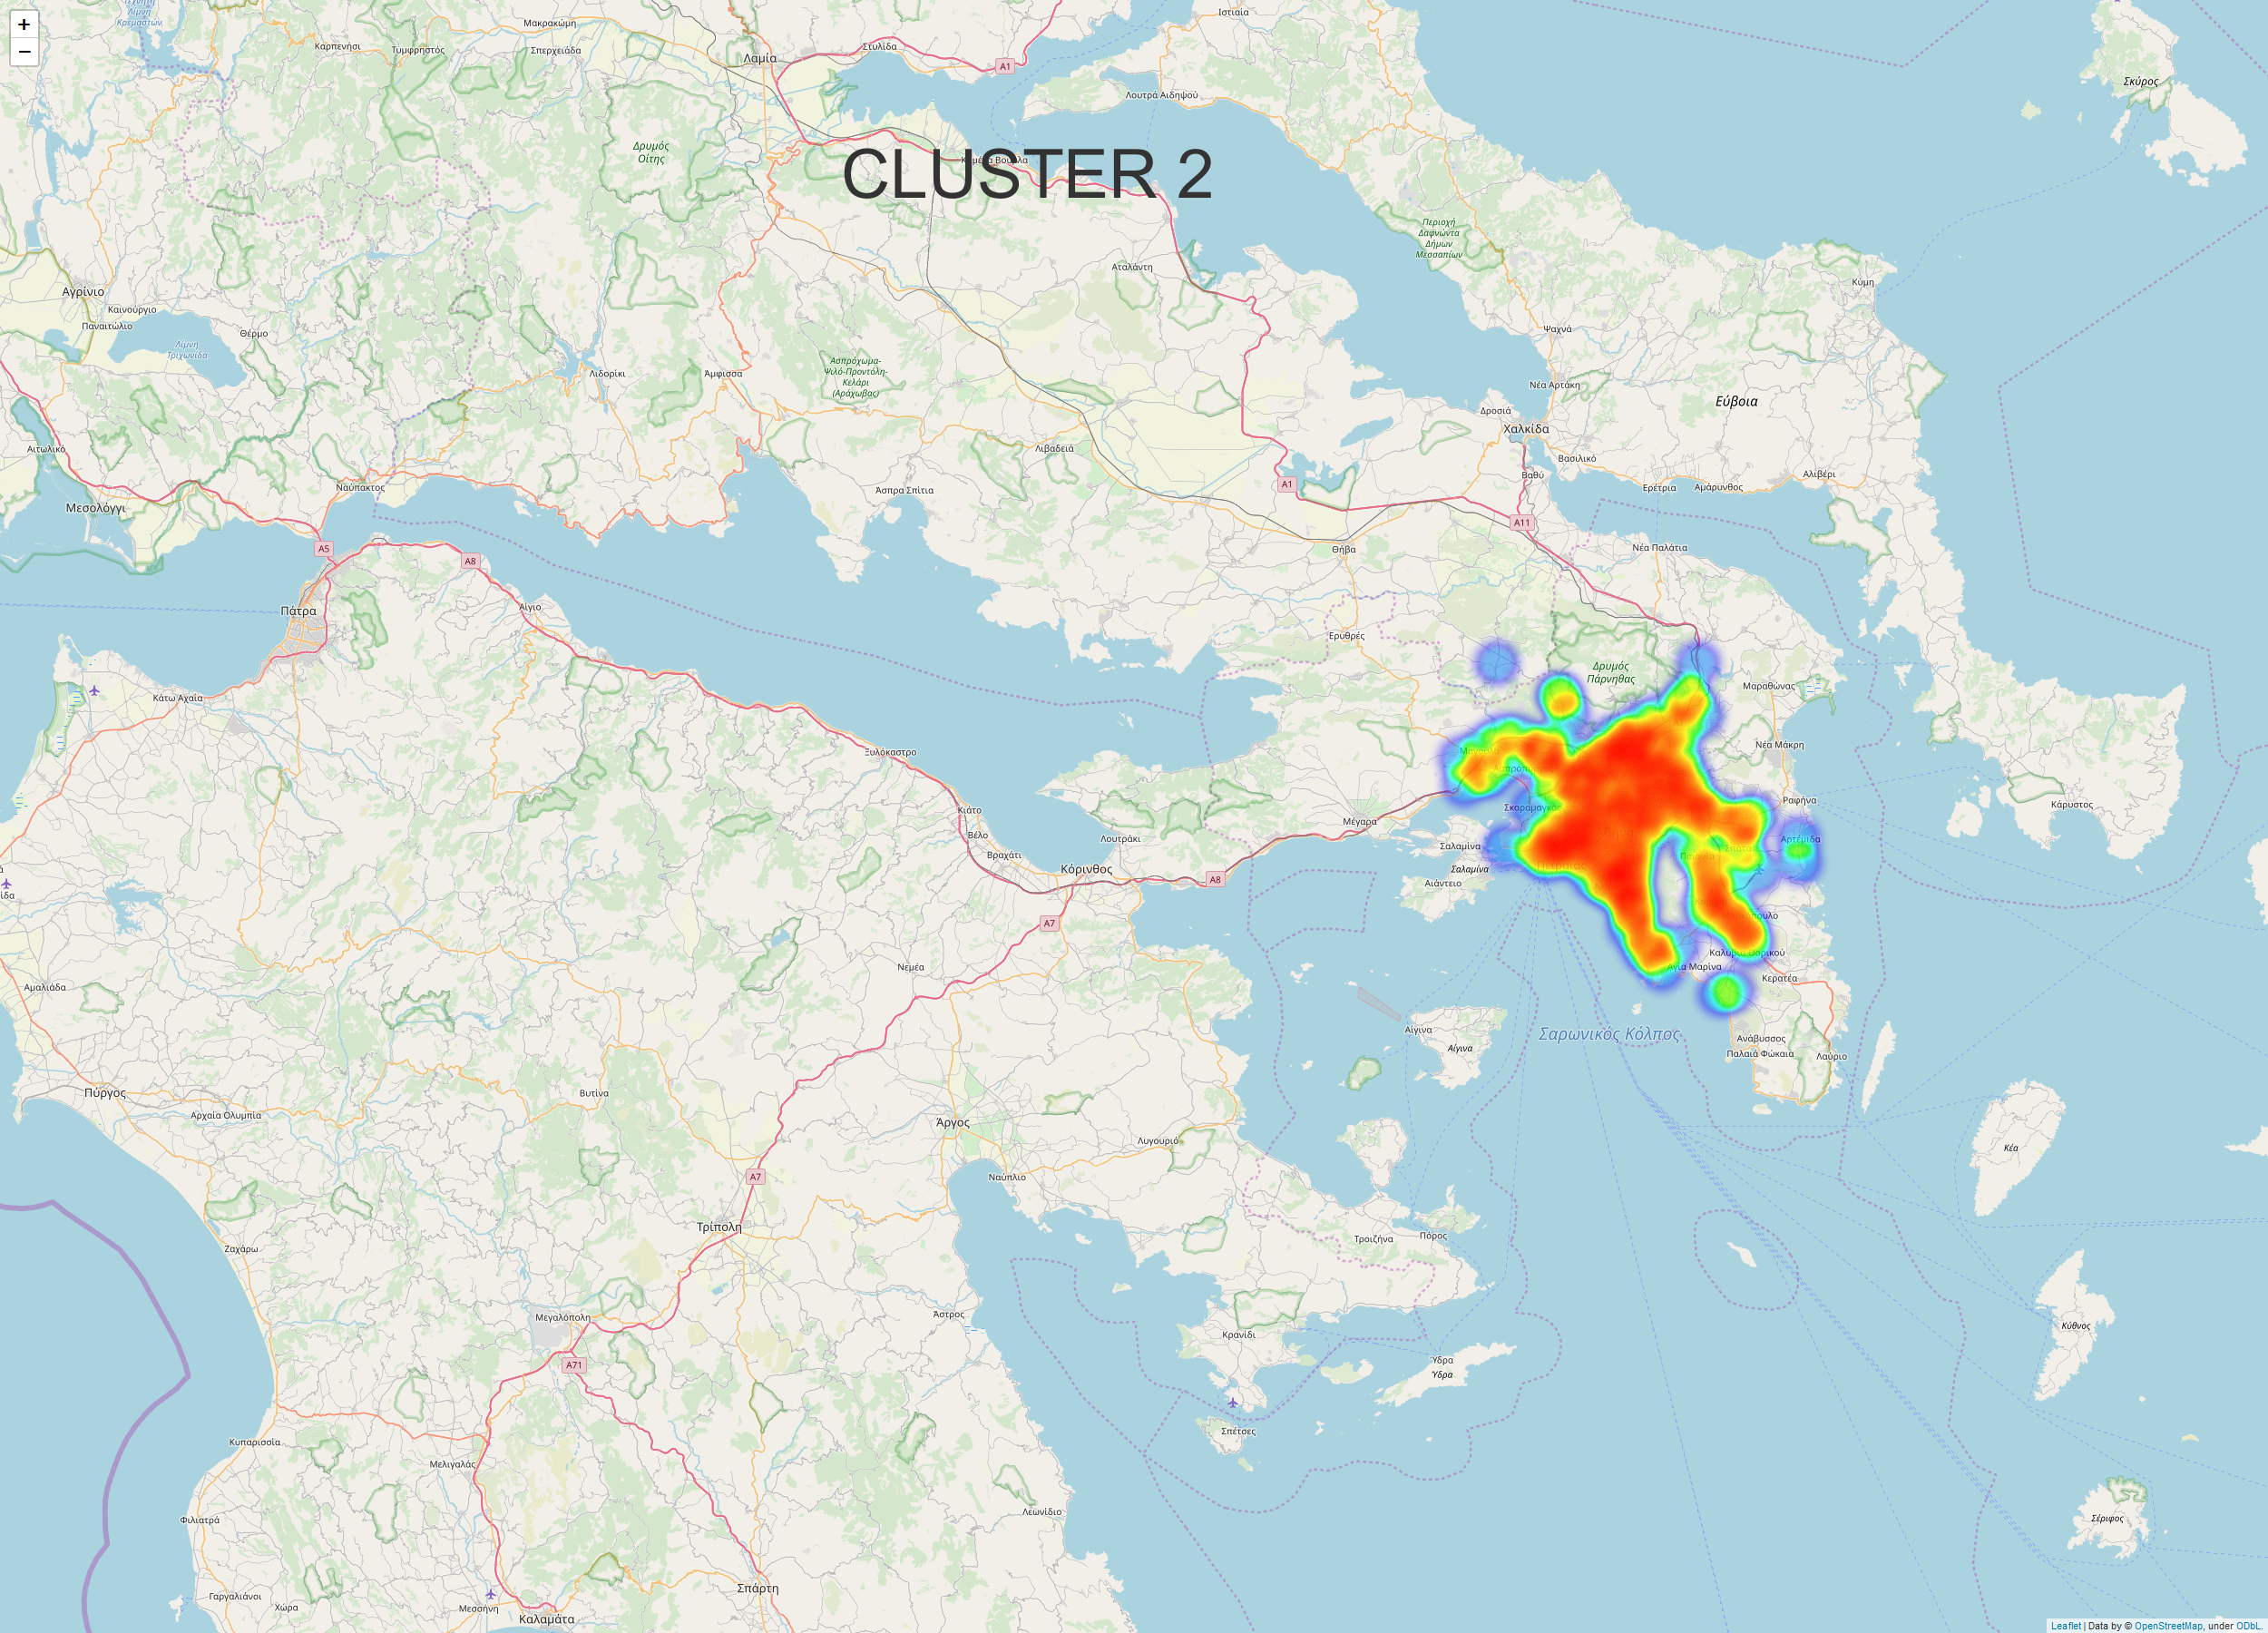 +
−
Λίμνη
Κρεμαστών
Μακρακώμη
Καρπενήσι
Τυμφρηστός
Σπερχειάδα
Λαμία
Στυλίδα
A1
Ιστιαία
Λουτρά Αιδηψού
Σκύρος
Δρυμός
Οίτης
CLUSTER 2
Περιοχή
Δαφνώντα
Δήμων
Μεσσαπίων
Αταλάντη
Κύμη
Αγρίνιο
Καινούργιο
Παναιτώλιο
Θέρμο
Λίμνη
Τριχωνίδα
Ψαχνά
Λιδορίκι
Άμφισσα
Ασπρόχωμα-
Ψιλό-Προντόλη-
Κελάρι
(Αράχωβας)
Νέα Αρτάκη
Εύβοια
Δροσιά
Χαλκίδα
Αιτωλικό
Λιβαδειά
Βασιλικό
Βαθύ
Αλιβέρι
Ναύπακτος
Άσπρα Σπίτια
A1
Ερέτρια
Αμάρυνθος
Μεσολόγγι
A11
A5
A8
Θήβα
Νέα Παλάτια
Πάτρα
Αίγιο
Ερυθρές
Δρυμός
Πάρνηθας
Μαραθώνας
Κάτω Αχαΐα
Ξυλόκαστρο
Νέα Μάκρη
Ραφήνα
Κάρυστος
Κιάτο
Σκαραμαγκάς
Μέγαρα
Βέλο
Λουτράκι
Αρτέμιδα
Βραχάτι
Σαλαμίνα
Κόρινθος
Σαλαμίνα
A8
Αιάντειο
A7
Καλύβια Θορικού
Νεμέα
Αγία Μαρίνα
Κερατέα
Αμαλιάδα
Αίγινα
Σαρωνικός Κόλπος
Αίγινα
Ανάβυσσος
Παλαιά Φώκαια
Λαύριο
Πύργος
Βυτίνα
Αρχαία Ολυμπία
Άργος
Λυγουριό
Κέα
A7
Ναύπλιο
Τρίπολη
Πόρος
Τροιζήνα
Ζαχάρω
Άστρος
Μεγαλόπολη
Κρανίδι
Κύθνος
A71
Ύδρα
Ύδρα
Σπέτσες
Κυπαρισσία
Μελιγαλάς
Λεωνίδιο
Φιλιατρά
Σέριφος
Σπάρτη
Γαργαλιάνοι
Χώρα
Μεσσήνη
Καλαμάτα
Leaflet | Data by © OpenStreetMap, under ODbL.